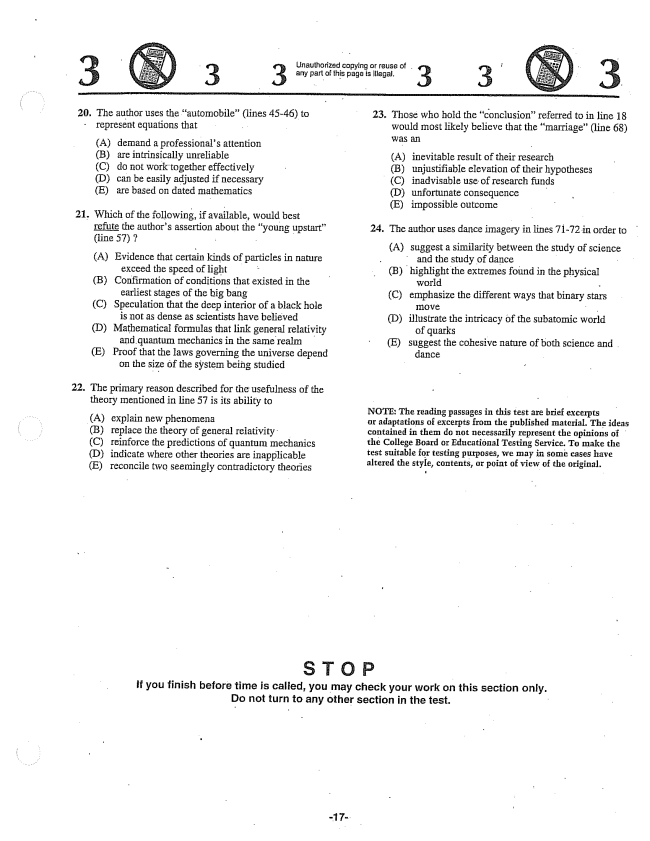 3 3 3 Unauthorized copying or reuse of
any part of this page is illegal. 3 3 3
20. The author uses the “automobile” (lines 45-46) to
represent equations that
(A) demand a professional’s attention
(B) are intrinsically unreliable
(C) do not work together effectively
(D) can be easily adjusted if necessary
(E) are based on dated mathematics
21. Which of the following, if available, would best
refute the author’s assertion about the “young upstart”
(line 57) ?
(A) Evidence that certain kinds of particles in nature
exceed the speed of light
(B) Confirmation of conditions that existed in the
earliest stages of the big bang
(C) Speculation that the deep interior of a black hole
is not as dense as scientists have believed
(D) Mathematical formulas that link general relativity
and quantum mechanics in the same realm
(E) Proof that the laws governing the universe depend
on the size of the system being studied
22. The primary reason described for the usefulness of the
theory mentioned in line 57 is its ability to
(A) explain new phenomena
(B) replace the theory of general relativity
(C) reinforce the predictions of quantum mechanics
(D) indicate where other theories are inapplicable
(E) reconcile two seemingly contradictory theories
23. Those who hold the “conclusion” referred to in line 18
would most likely believe that the “marriage” (line 68)
was an
(A) inevitable result of their research
(B) unjustifiable elevation of their hypotheses
(C) inadvisable use of research funds
(D) unfortunate consequence
(E) impossible outcome
24. The author uses dance imagery in lines 71-72 in order to
(A) suggest a similarity between the study of science
and the study of dance
(B) highlight the extremes found in the physical
world
(C) emphasize the different ways that binary stars
move
(D) illustrate the intricacy of the subatomic world
of quarks
(E) suggest the cohesive nature of both science and
dance
NOTE: The reading passages in this test are brief excerpts
or adaptations of excerpts from the published material. The ideas
contained in them do not necessarily represent the opinions of
the College Board or Educational Testing Service. To make the
test suitable for testing purposes, we may in some cases have
altered the style, contents, or point of view of the original.
STOP
If you finish before time is called, you may check your work on this section only.
Do not turn to any other section in the test.
-17-